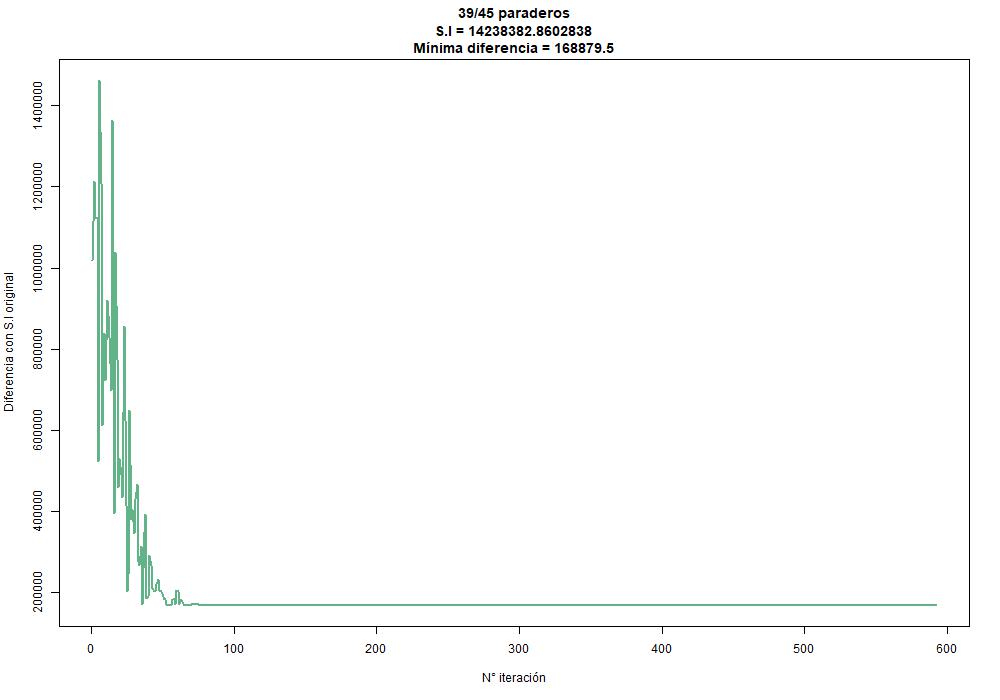 39/45 paraderos
S.I = 14238382.8602838
Mínima diferencia = 168879.5
Diferencia con S.I original
1400000
1200000
1000000
800000
600000
400000
200000
0 100 200 300 400 500 600
N° iteración